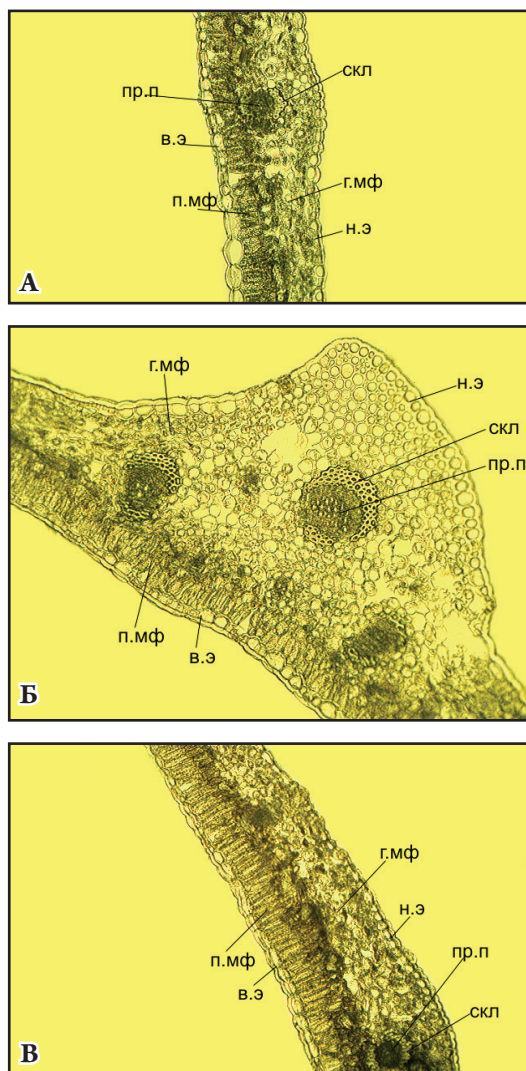 скл
пр.п
в.э
г.мф
п.мф
н.э
А
г.мф
н.э
скл
пр.п
п.мф
в.э
Б
г.мф
н.э
п.мф
пр.п
в.э
скл
В